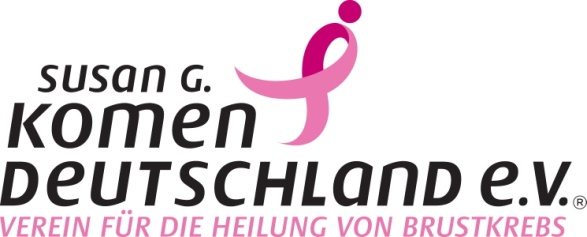 SUSAN G.
Komen
DEUTSCHLAND e.V.®
VEREIN FÜR DIE HEILUNG VON BRUSTKREBS